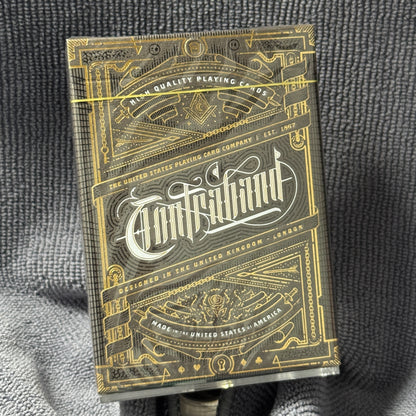 HIGH QUALITY PLAYING CARDS
THE UNITED STATES PLAYING CARD COMPANY | EST. 1867
Contraband
DESIGNED IN THE UNITED KINGDOM - LONDON
MADE IN THE UNITED STATES OF AMERICA